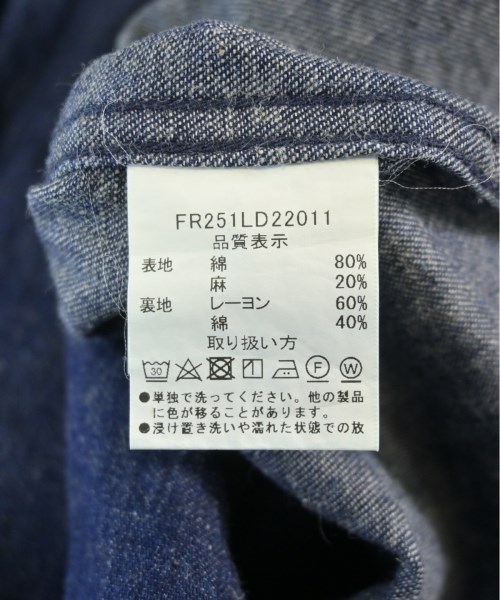 FR251LD22011
品質表示
表地 綿 80%
麻 20%
裏地 レーヨン 60%
綿 40%
取り扱い方
30 F W
●単独で洗ってください。他の製品
に色が移ることがあります。
●浸け置き洗いや濡れた状態での放